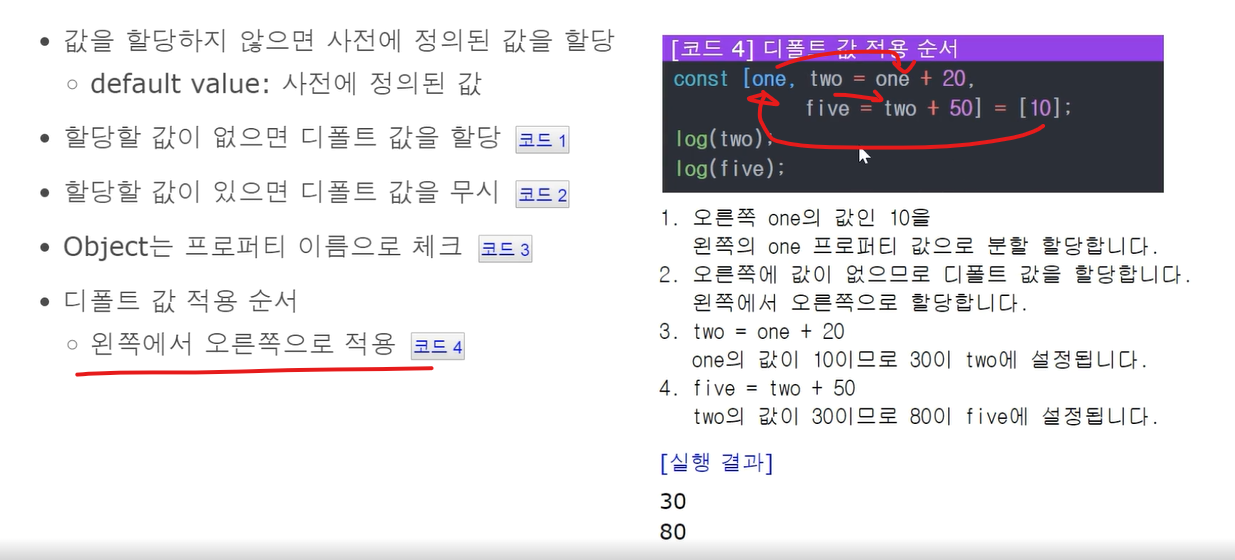 • 값을 할당하지 않으면 사전에 정의된 값을 할당
○ default value: 사전에 정의된 값
• 할당할 값이 없으면 디폴트 값을 할당 코드 1
• 할당할 값이 있으면 디폴트 값을 무시 코드 2
• Object는 프로퍼티 이름으로 체크 코드 3
• 디폴트 값 적용 순서
○ 왼쪽에서 오른쪽으로 적용 코드 4
[코드 4] 디폴트 값 적용 순서
const [one, two = one + 20,
five = two + 50] = [10];
log(two);
log(five);
1. 오른쪽 one의 값인 10을
왼쪽의 one 프로퍼티 값으로 분할 할당합니다.
2. 오른쪽에 값이 없으므로 디폴트 값을 할당합니다.
왼쪽에서 오른쪽으로 할당합니다.
3. two = one + 20
one의 값이 10이므로 30이 two에 설정됩니다.
4. five = two + 50
two의 값이 30이므로 80이 five에 설정됩니다.
[실행 결과]
30
80